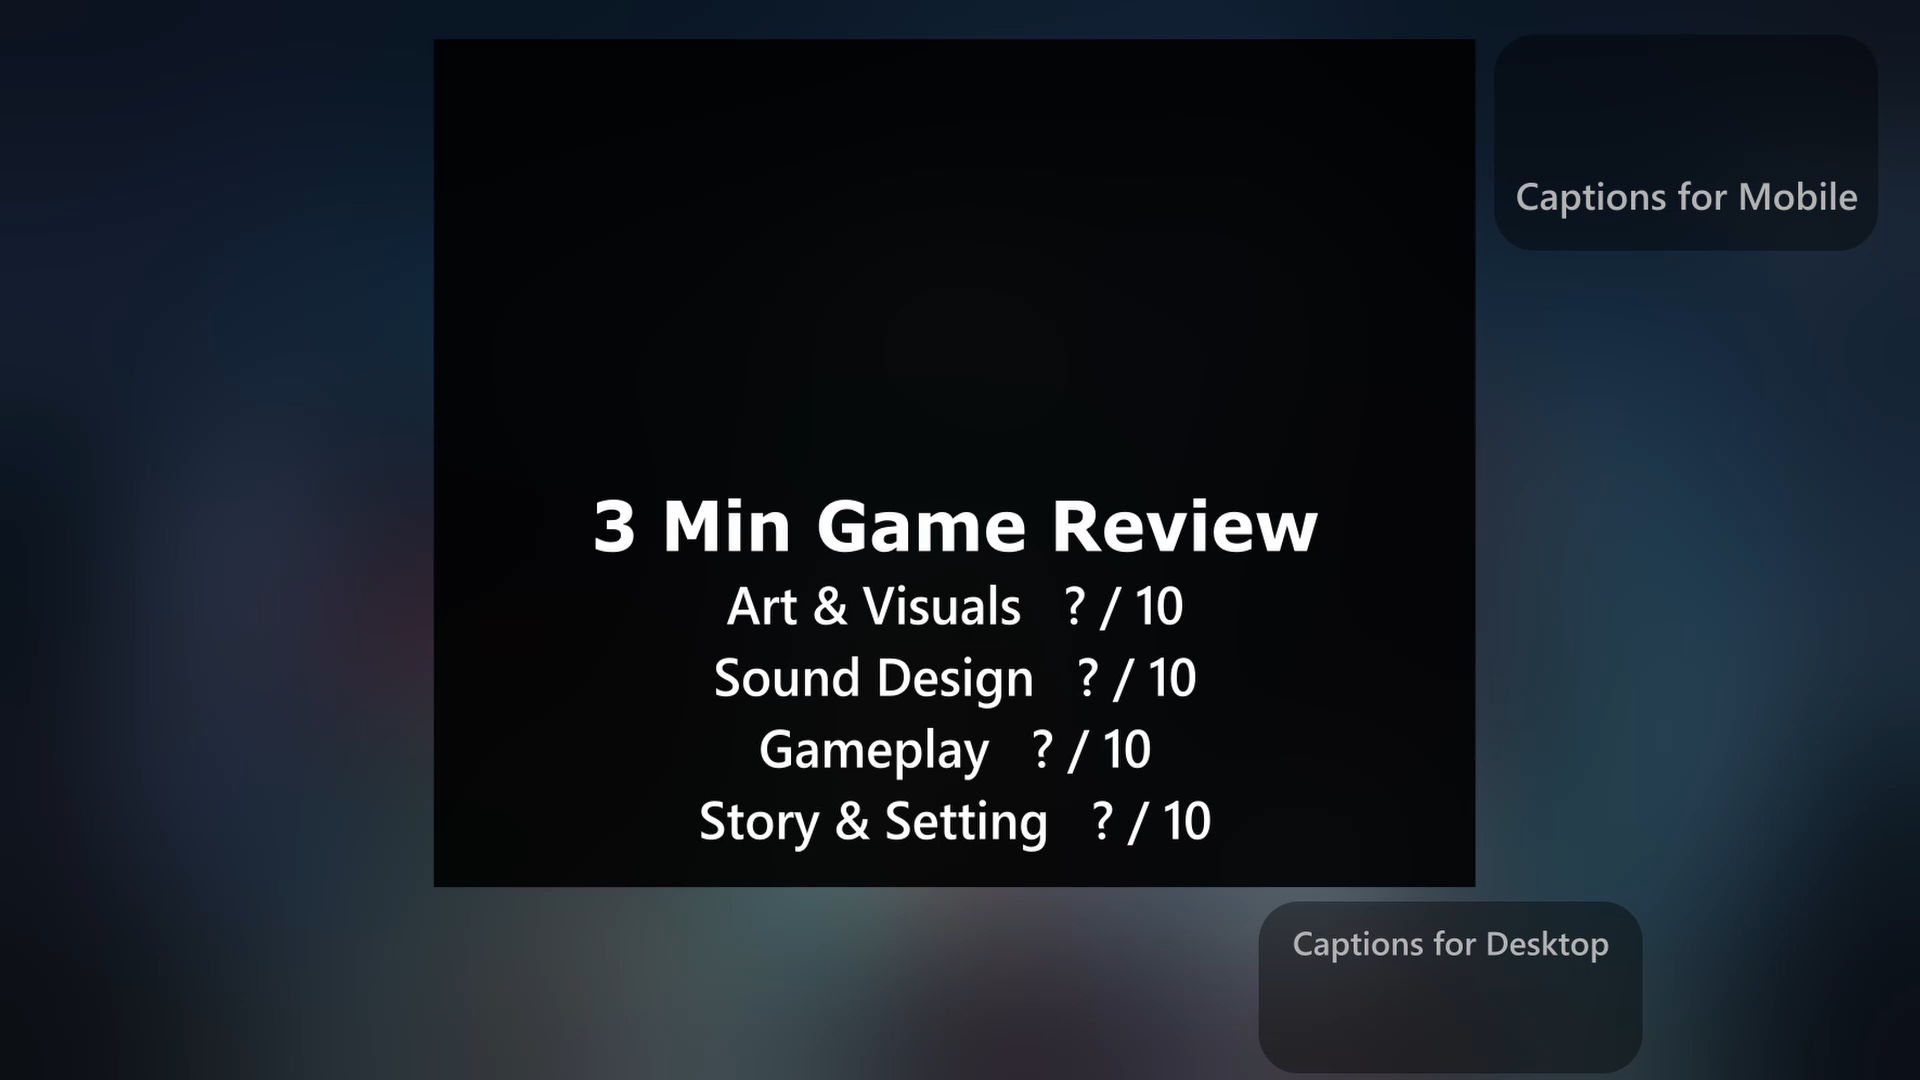 Captions for Mobile
3 Min Game Review
Art & Visuals ? / 10
Sound Design ? / 10
Gameplay ? / 10
Story & Setting ? / 10
Captions for Desktop